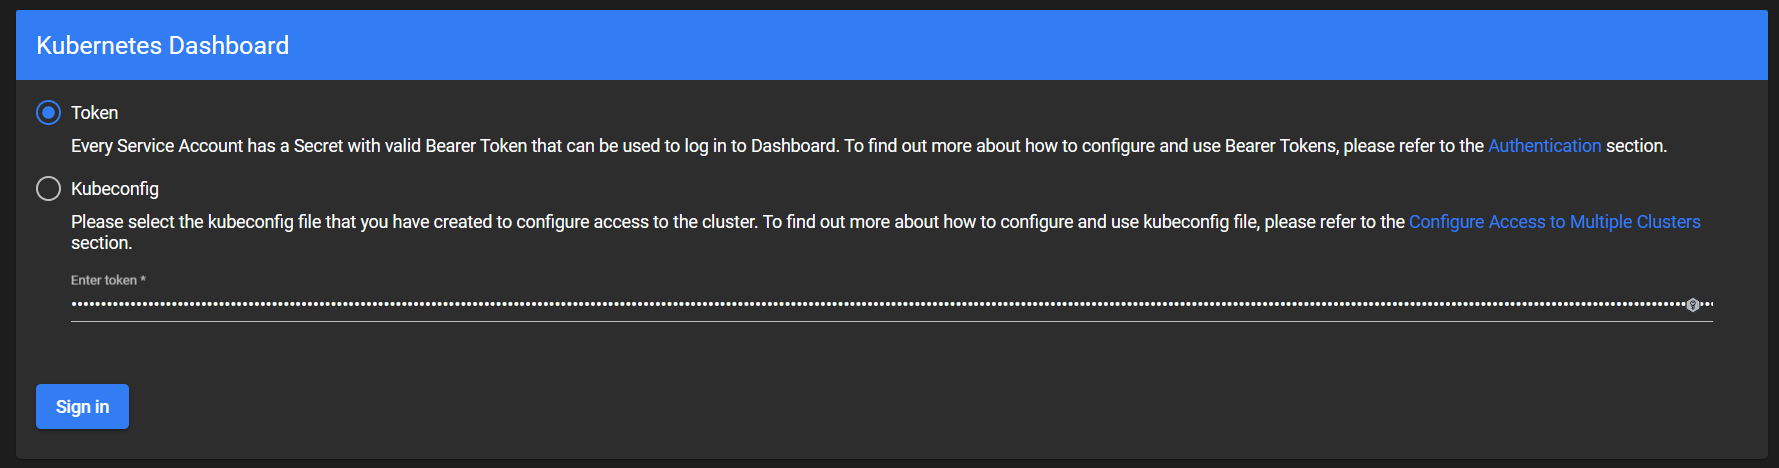 Kubernetes Dashboard
Token
Every Service Account has a Secret with valid Bearer Token that can be used to log in to Dashboard. To find out more about how to configure and use Bearer Tokens, please refer to the Authentication section.
Kubeconfig
Please select the kubeconfig file that you have created to configure access to the cluster. To find out more about how to configure and use kubeconfig file, please refer to the Configure Access to Multiple Clusters
section.
Enter token *
Sign in